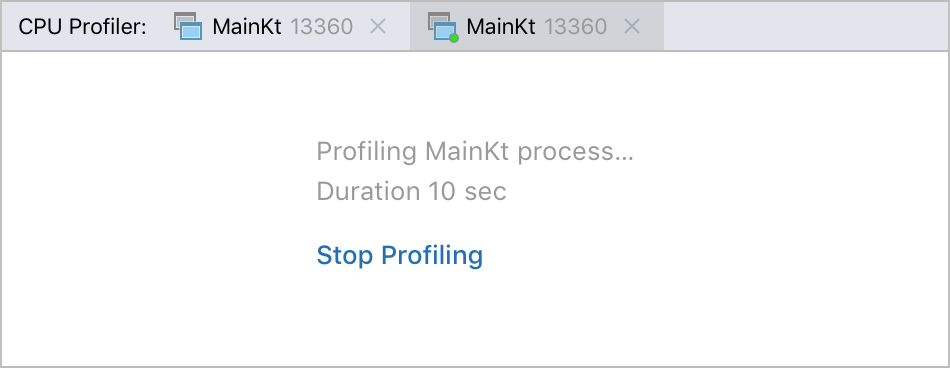 CPU Profiler: MainKt 13360 MainKt 13360
Profiling MainKt process...
Duration 10 sec
Stop Profiling